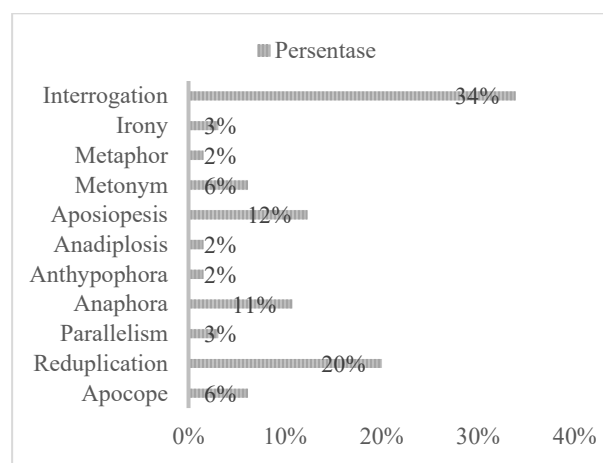 Persentase
Interrogation 34%
Irony 3%
Metaphor 2%
Metonym 6%
Aposiopesis 12%
Anadiplosis 2%
Anthypophora 2%
Anaphora 11%
Parallelism 3%
Reduplication 20%
Apocope 6%
0% 10% 20% 30% 40%